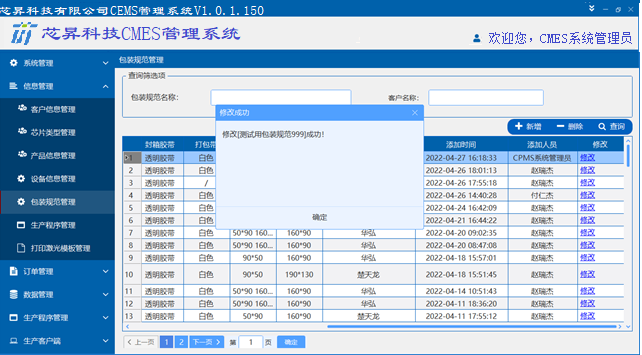 芯昇科技有限公司CEMS管理系统V1.0.1.150
芯昇科技CMES管理系统
欢迎您，CMES系统管理员
系统管理
信息管理
客户信息管理
芯片类型管理
产品信息管理
设备信息管理
包装规范管理
生产程序管理
打印激光模板管理
订单管理
数据管理
生产程序管理
生产客户端
包装规范管理
查询筛选项
包装规范名称：
客户名称：
新增 删除 查询
修改成功
修改[测试用包装规范999]成功！
确定
封箱胶带 打包带 添加时间 添加人员 修改
1 透明胶带 白色 2022-04-27 16:18:33 CPMS系统管理员 修改
2 透明胶带 白色 2022-04-26 18:01:13 赵瑞杰 修改
3 透明胶带 / 2022-04-26 17:55:18 赵瑞杰 修改
4 透明胶带 白色 2022-04-26 14:40:28 付仁杰 修改
5 透明胶带 白色 2022-04-24 16:42:09 赵瑞杰 修改
6 透明胶带 白色 2022-04-21 16:44:22 赵瑞杰 修改
7 透明胶带 白色 50*90 160... 160*90 华弘 2022-04-20 09:02:35 赵瑞杰 修改
8 透明胶带 白色 50*90 160... 160*90 华弘 2022-04-20 08:47:08 赵瑞杰 修改
9 透明胶带 白色 90*50 160*90 华弘 2022-04-18 15:57:01 赵瑞杰 修改
10 透明胶带 白色 90*50 190*130 楚天龙 2022-04-18 15:51:45 赵瑞杰 修改
11 透明胶带 白色 50*90 160... 160*90 华弘 2022-04-14 10:51:43 赵瑞杰 修改
12 透明胶带 白色 50*90 160... 160*90 华弘 2022-04-11 18:36:20 赵瑞杰 修改
13 透明胶带 白色 50*90 160*90 楚天龙 2022-04-11 17:55:12 赵瑞杰 修改
上一页 1 2 下一页 第 1 页 确定